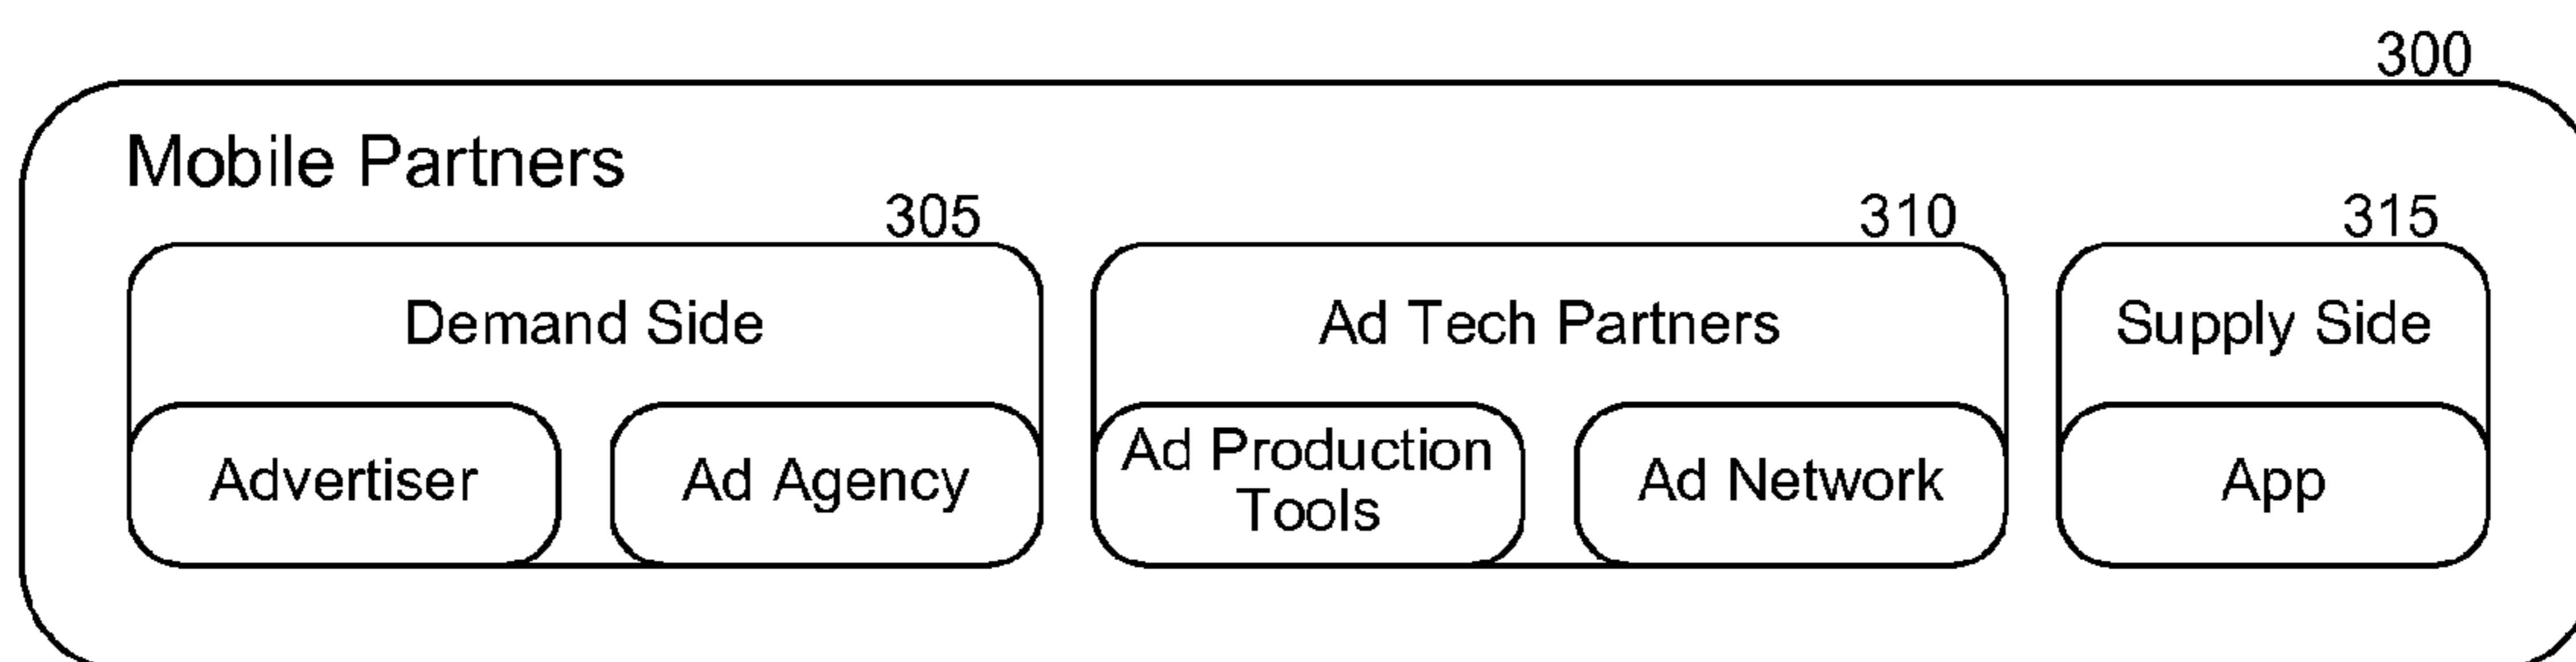 300
Mobile Partners
305
310
315
Demand Side
Ad Tech Partners
Supply Side
Advertiser
Ad Agency
Ad Production
Tools
Ad Network
App